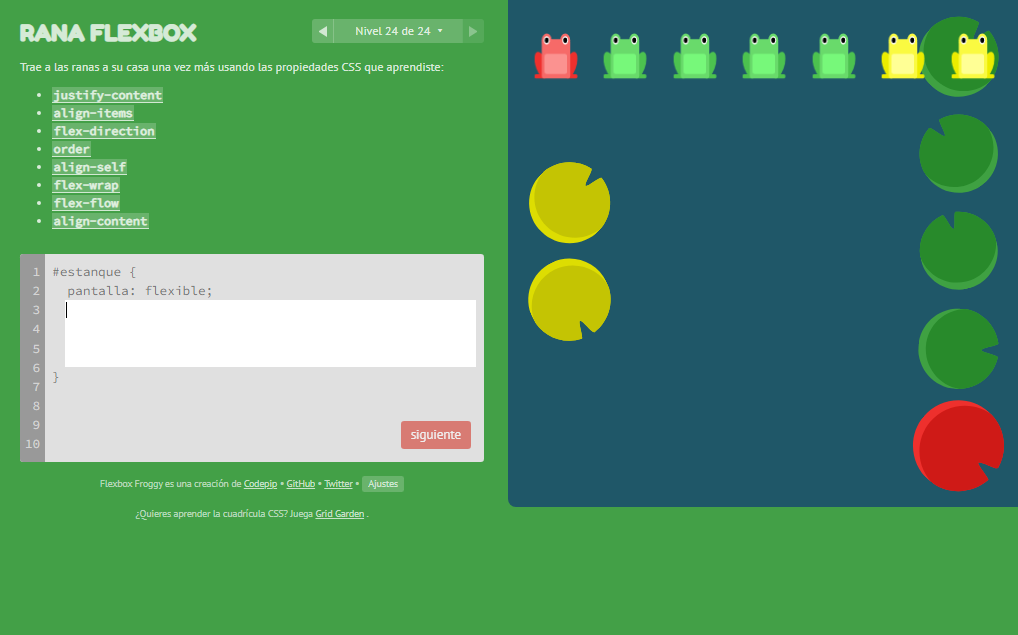 RANA FLEXBOX
◀ Nivel 24 de 24 ▾ ▶
Trae a las ranas a su casa una vez más usando las propiedades CSS que aprendiste:
• justify-content
• align-items
• flex-direction
• order
• align-self
• flex-wrap
• flex-flow
• align-content
1 #estanque {
2 pantalla: flexible;
3
4
5
6
7 }
8
9
10
siguiente
Flexbox Froggy es una creación de Codepip • GitHub • Twitter • Ajustes
¿Quieres aprender la cuadrícula CSS? Juega Grid Garden .